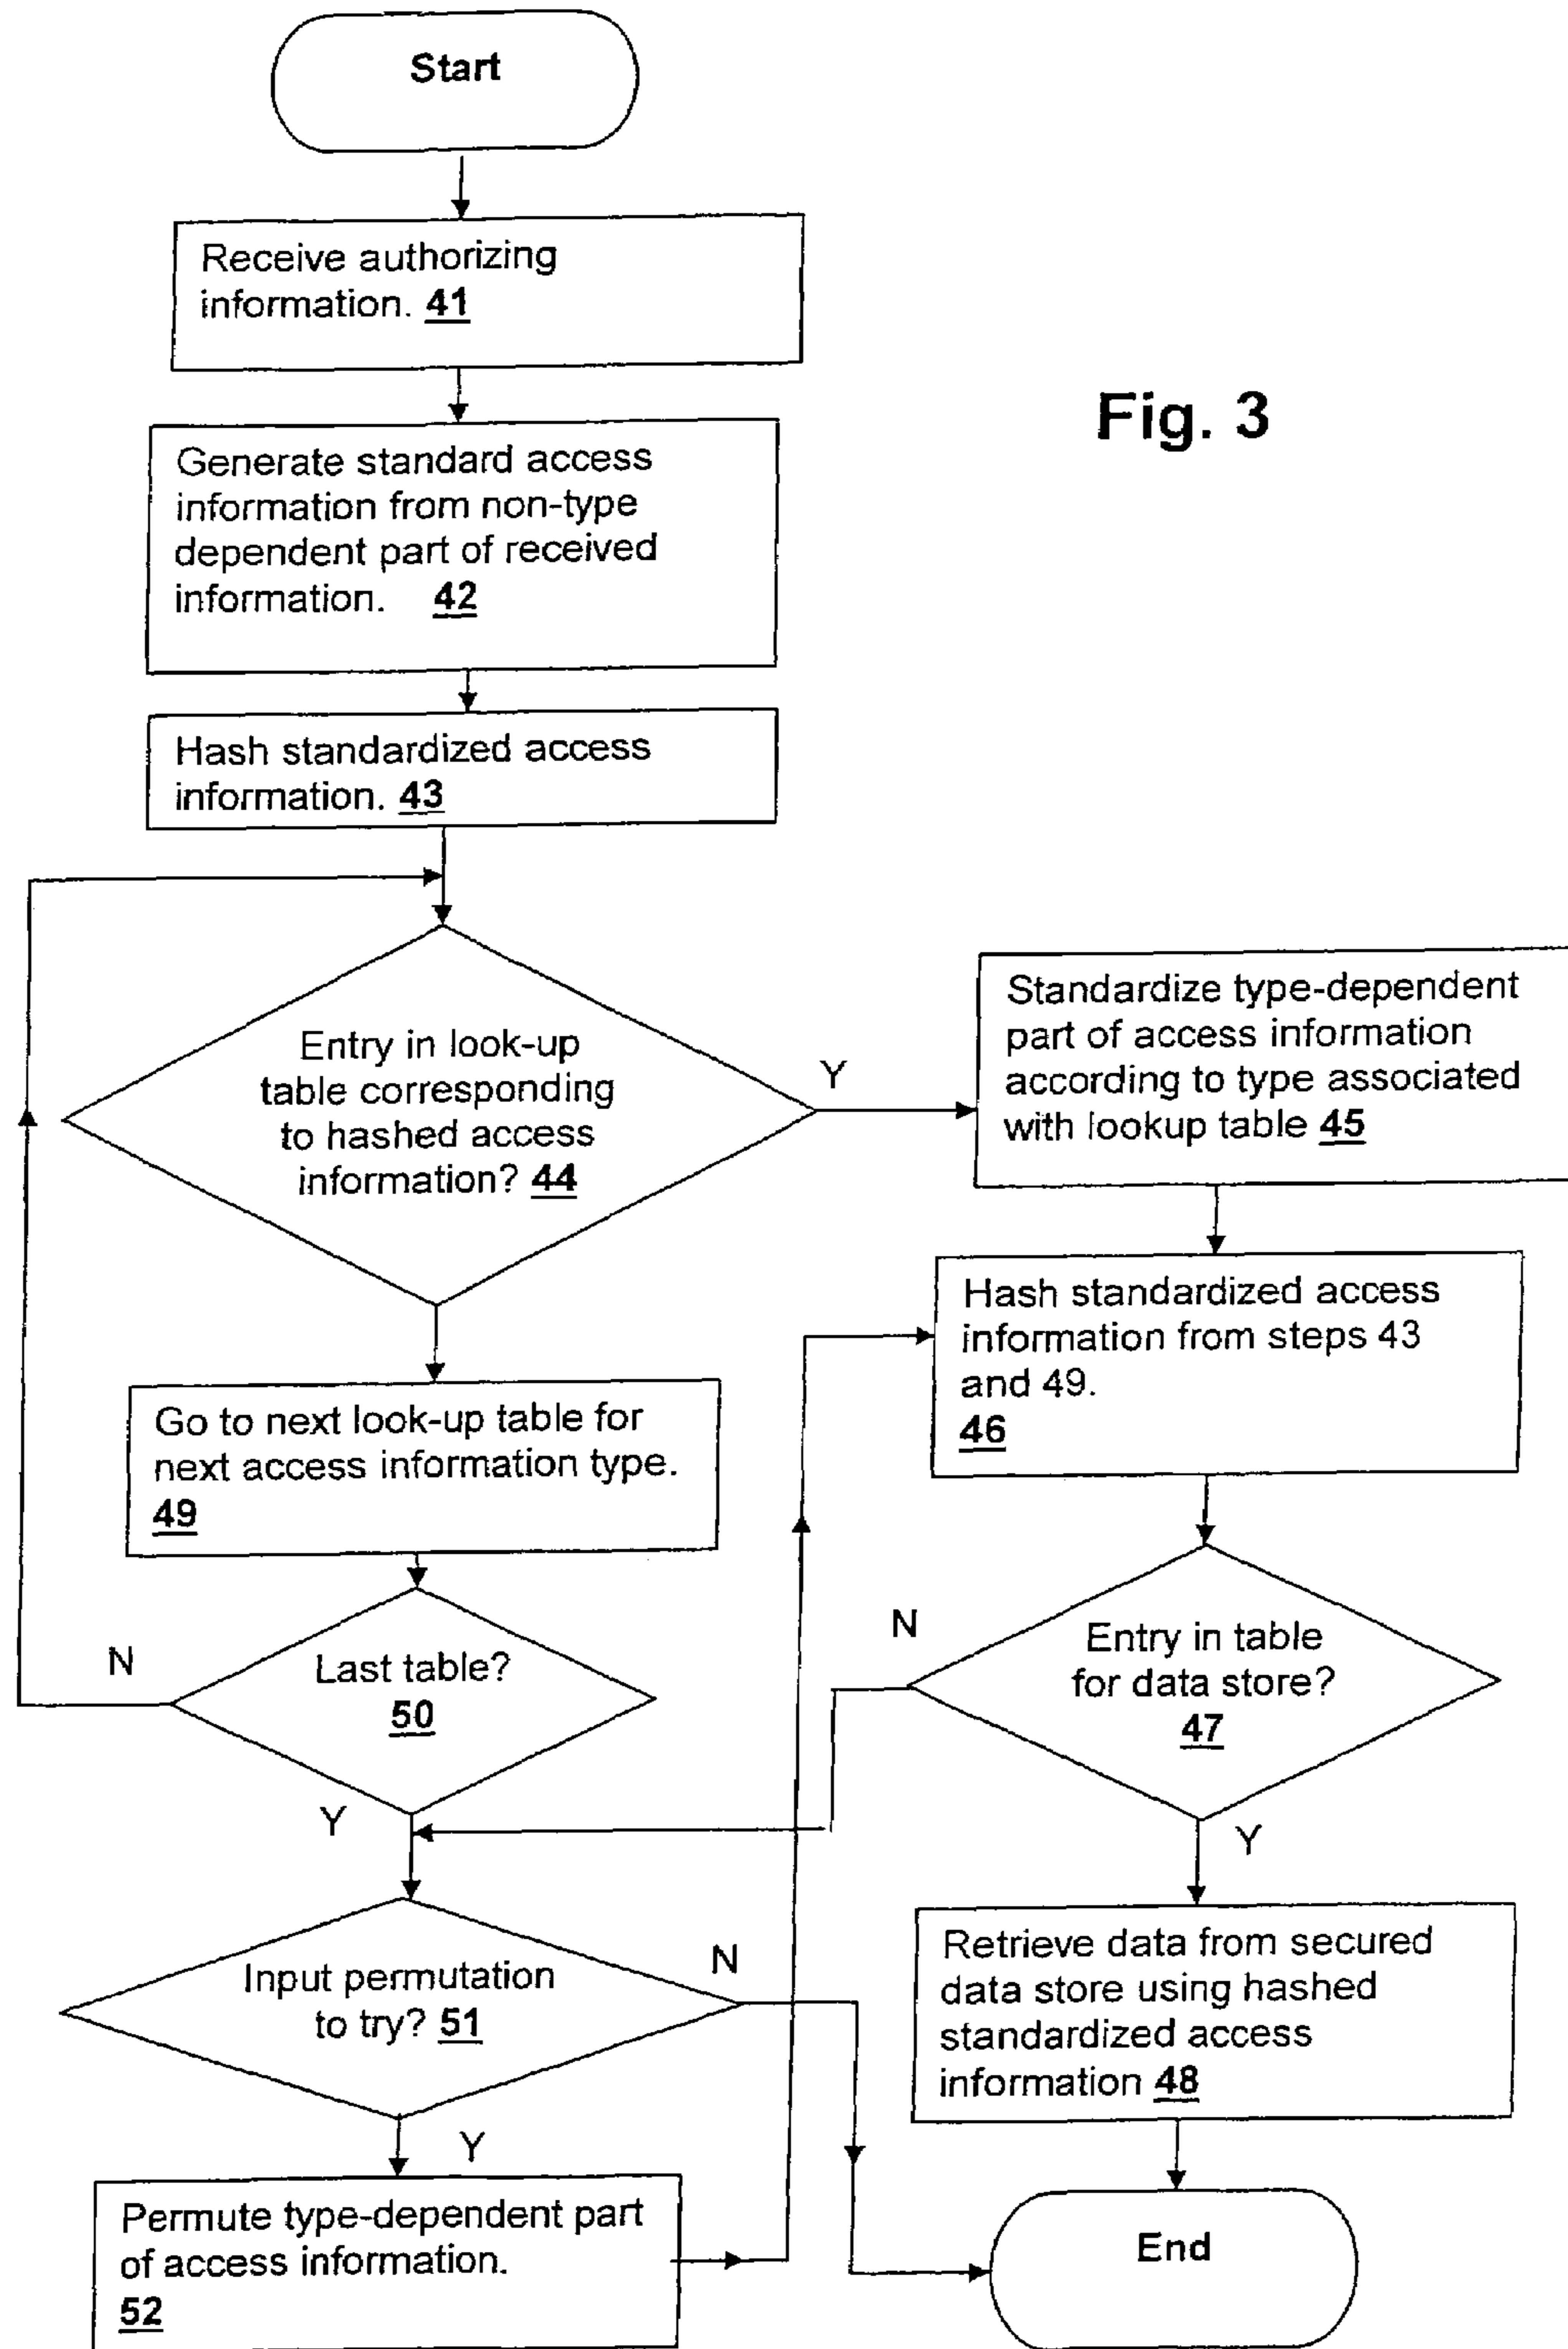 Start
Receive authorizing
information. 41
Fig. 3
Generate standard access
information from non-type
dependent part of received
information. 42
Hash standardized access
information. 43
Entry in look-up
table corresponding
to hashed access
information? 44
Y
Standardize type-dependent
part of access information
according to type associated
with lookup table 45
Hash standardized access
information from steps 43
and 49.
46
Go to next look-up table for
next access information type.
49
N
Last table?
50
Y
N
Entry in table
for data store?
47
Y
Input permutation
to try? 51
N
Y
Retrieve data from secured
data store using hashed
standardized access
information 48
Permute type-dependent part
of access information.
52
End